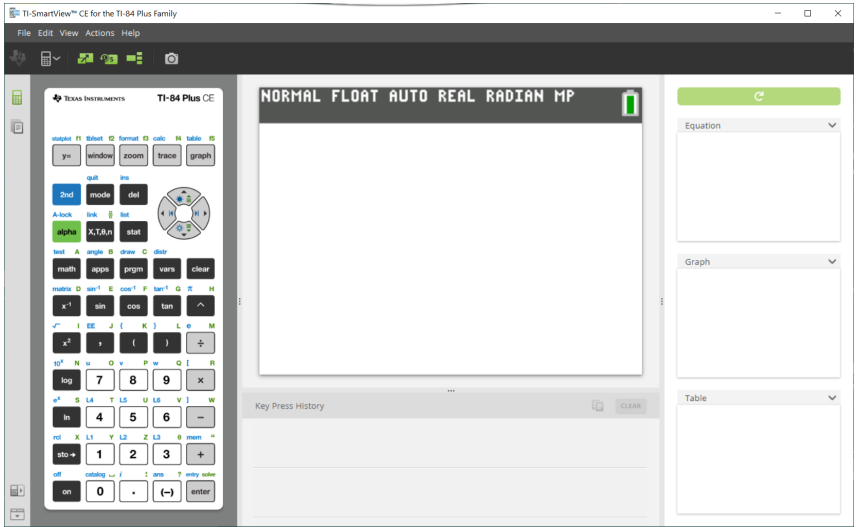 TI-SmartView™ CE for the TI-84 Plus Family
File Edit View Actions Help
TEXAS INSTRUMENTS TI-84 Plus CE
statplot f1 tblset f2 format f3 calc f4 table f5
y= window zoom trace graph
quit ins
2nd mode del
A-lock link list
alpha X,T,θ,n stat
test A angle B draw C distr
math apps prgm vars clear
matrix D sin⁻¹ E cos⁻¹ F tan⁻¹ G π H
x⁻¹ sin cos tan ^
√ I EE J { K } L e M
x² , ( ) ÷
10ˣ N u O v P w Q [ R
log 7 8 9 ×
eˣ S L4 T L5 U L6 V ] W
ln 4 5 6 −
rcl X L1 Y L2 Z L3 θ mem "
sto→ 1 2 3 +
off catalog i : ans ? entry solve
on 0 . (−) enter
NORMAL FLOAT AUTO REAL RADIAN MP
Key Press History CLEAR
Equation
Graph
Table